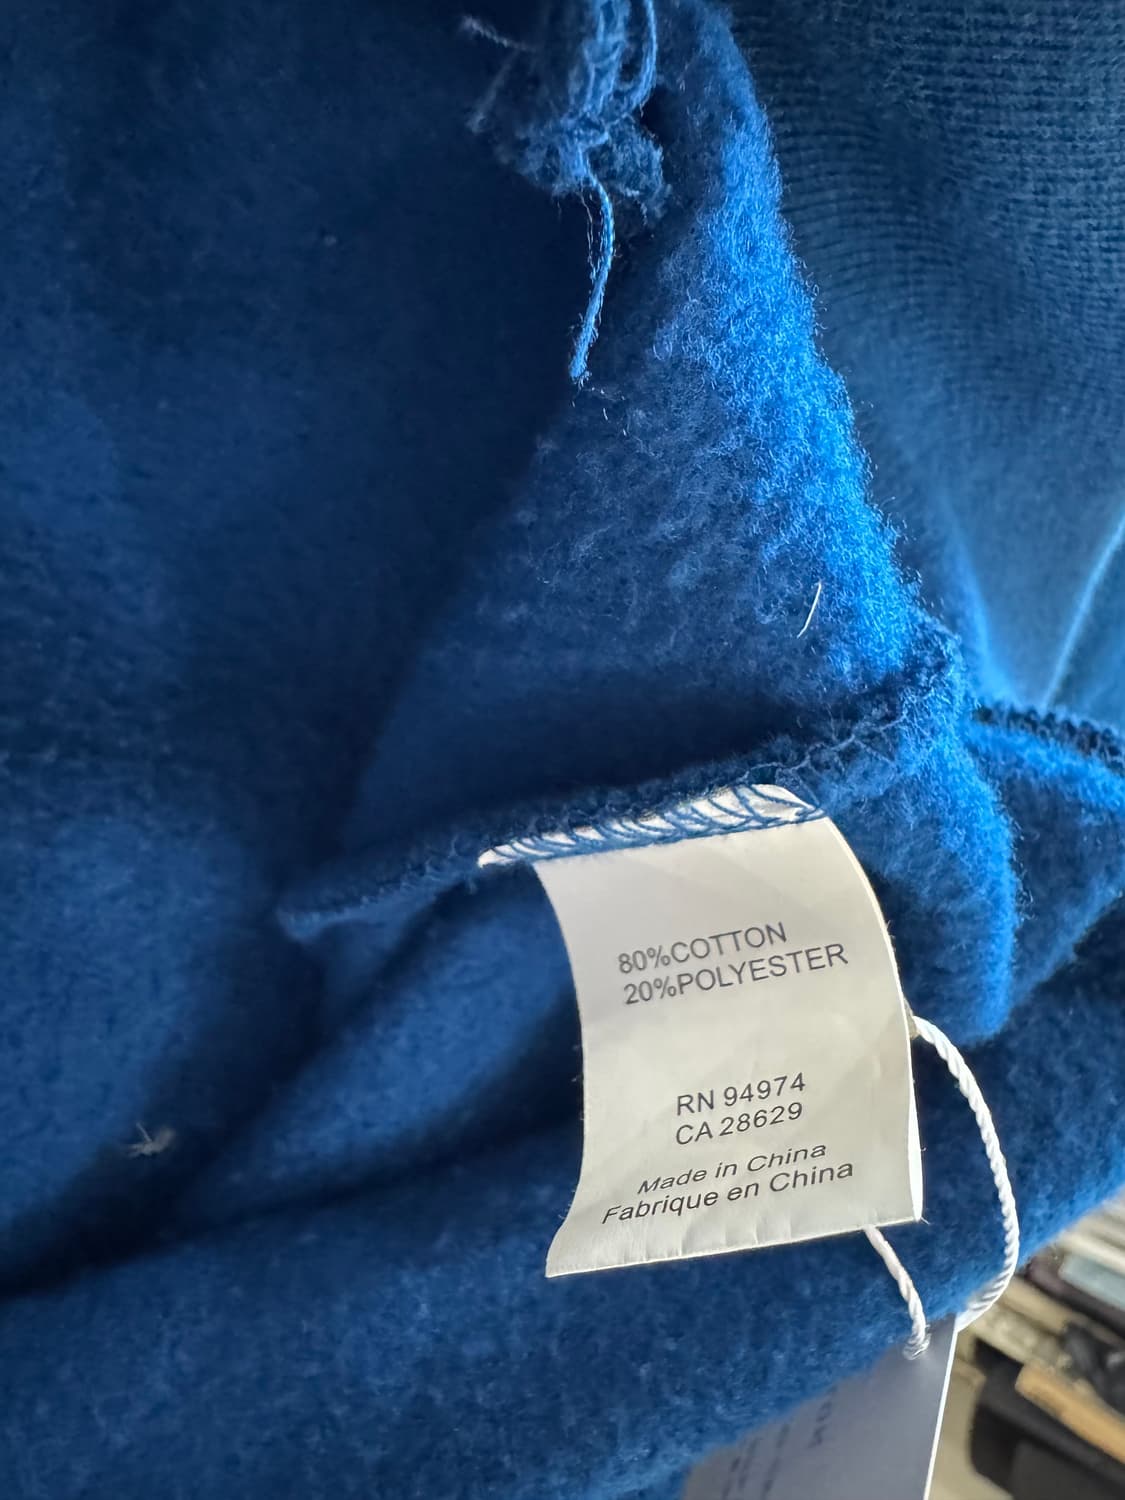 80%COTTON
20%POLYESTER
RN 94974
CA 28629
Made in China
Fabrique en China